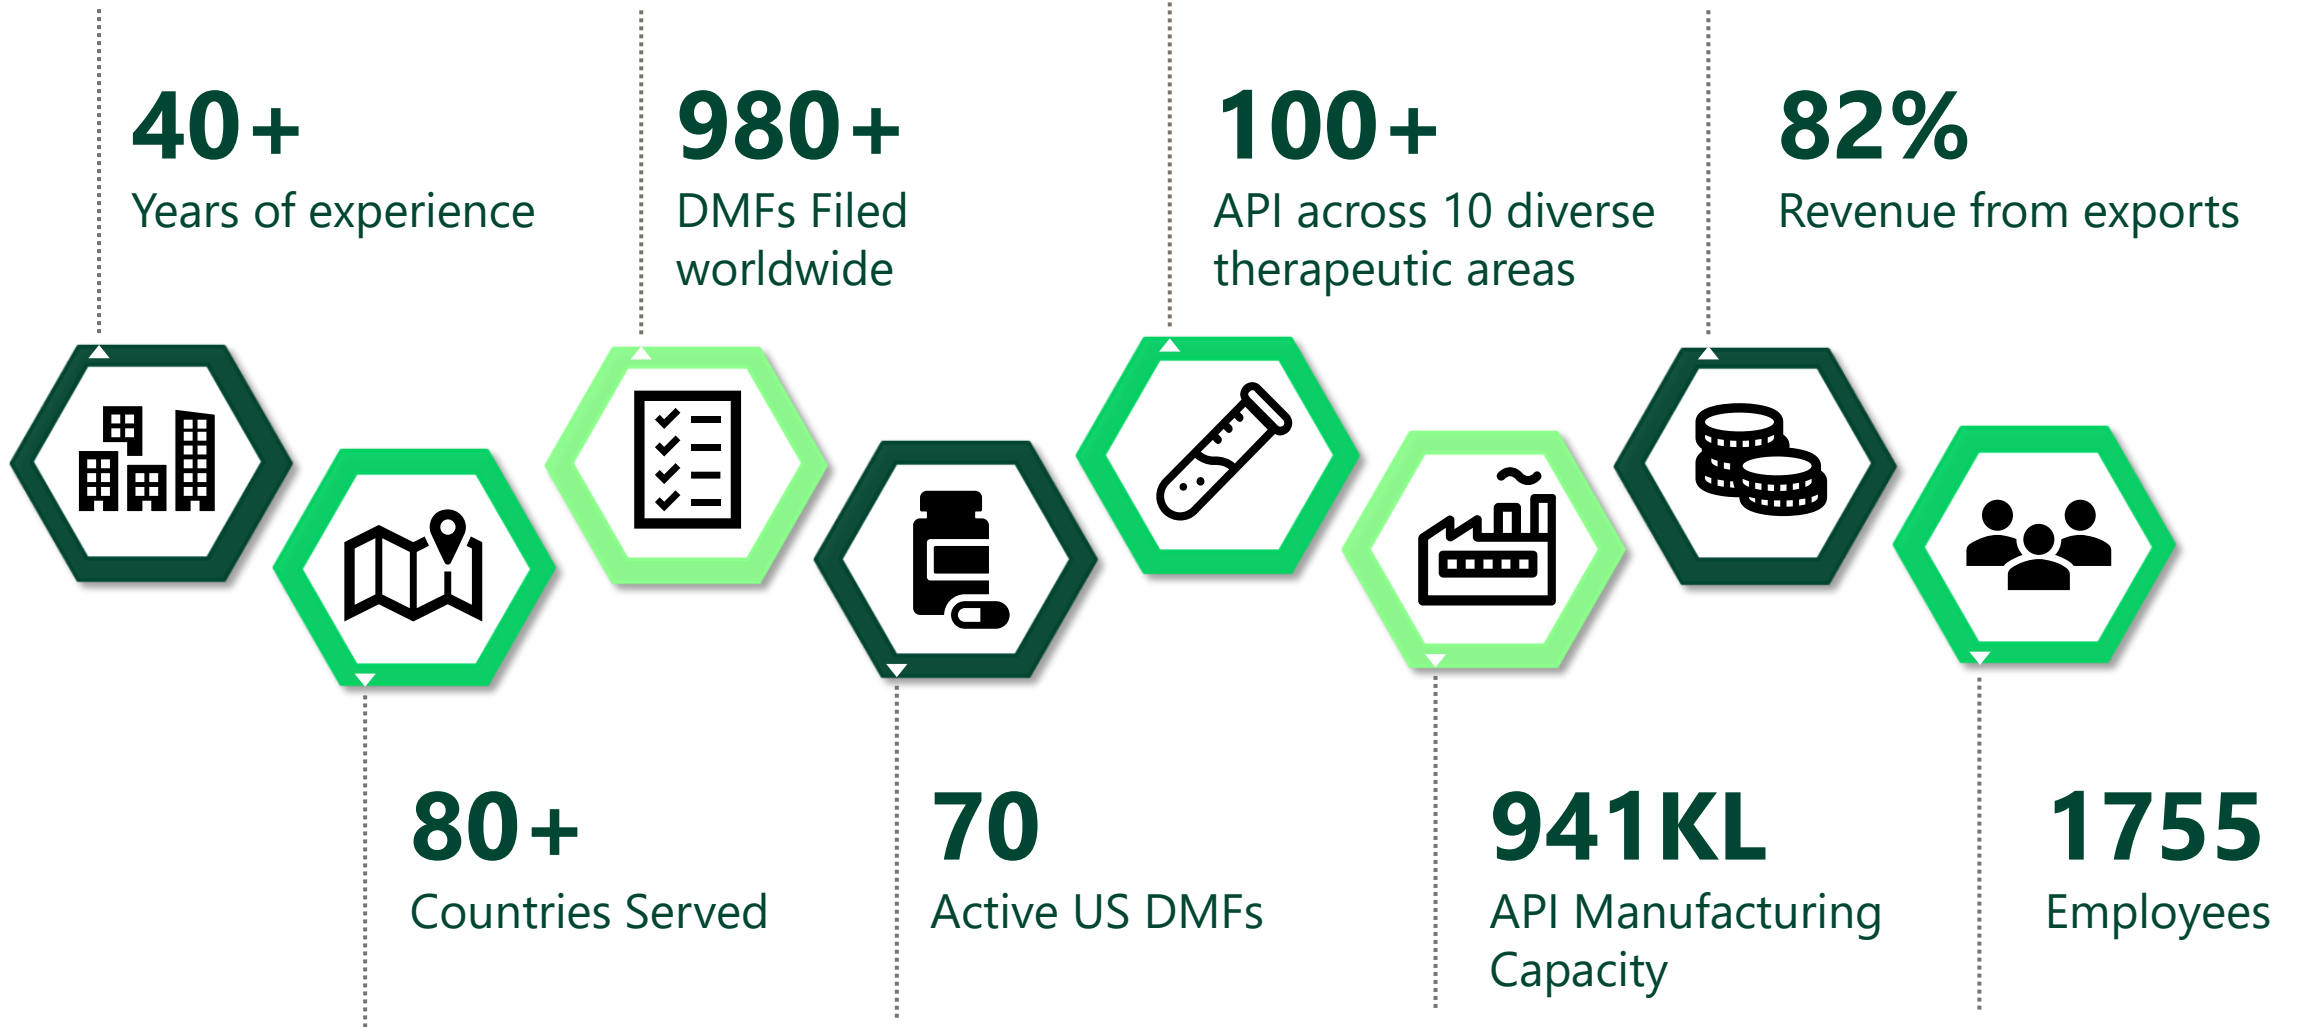 40+
Years of experience
980+
DMFs Filed
worldwide
100+
API across 10 diverse
therapeutic areas
82%
Revenue from exports
80+
Countries Served
70
Active US DMFs
941KL
API Manufacturing
Capacity
1755
Employees